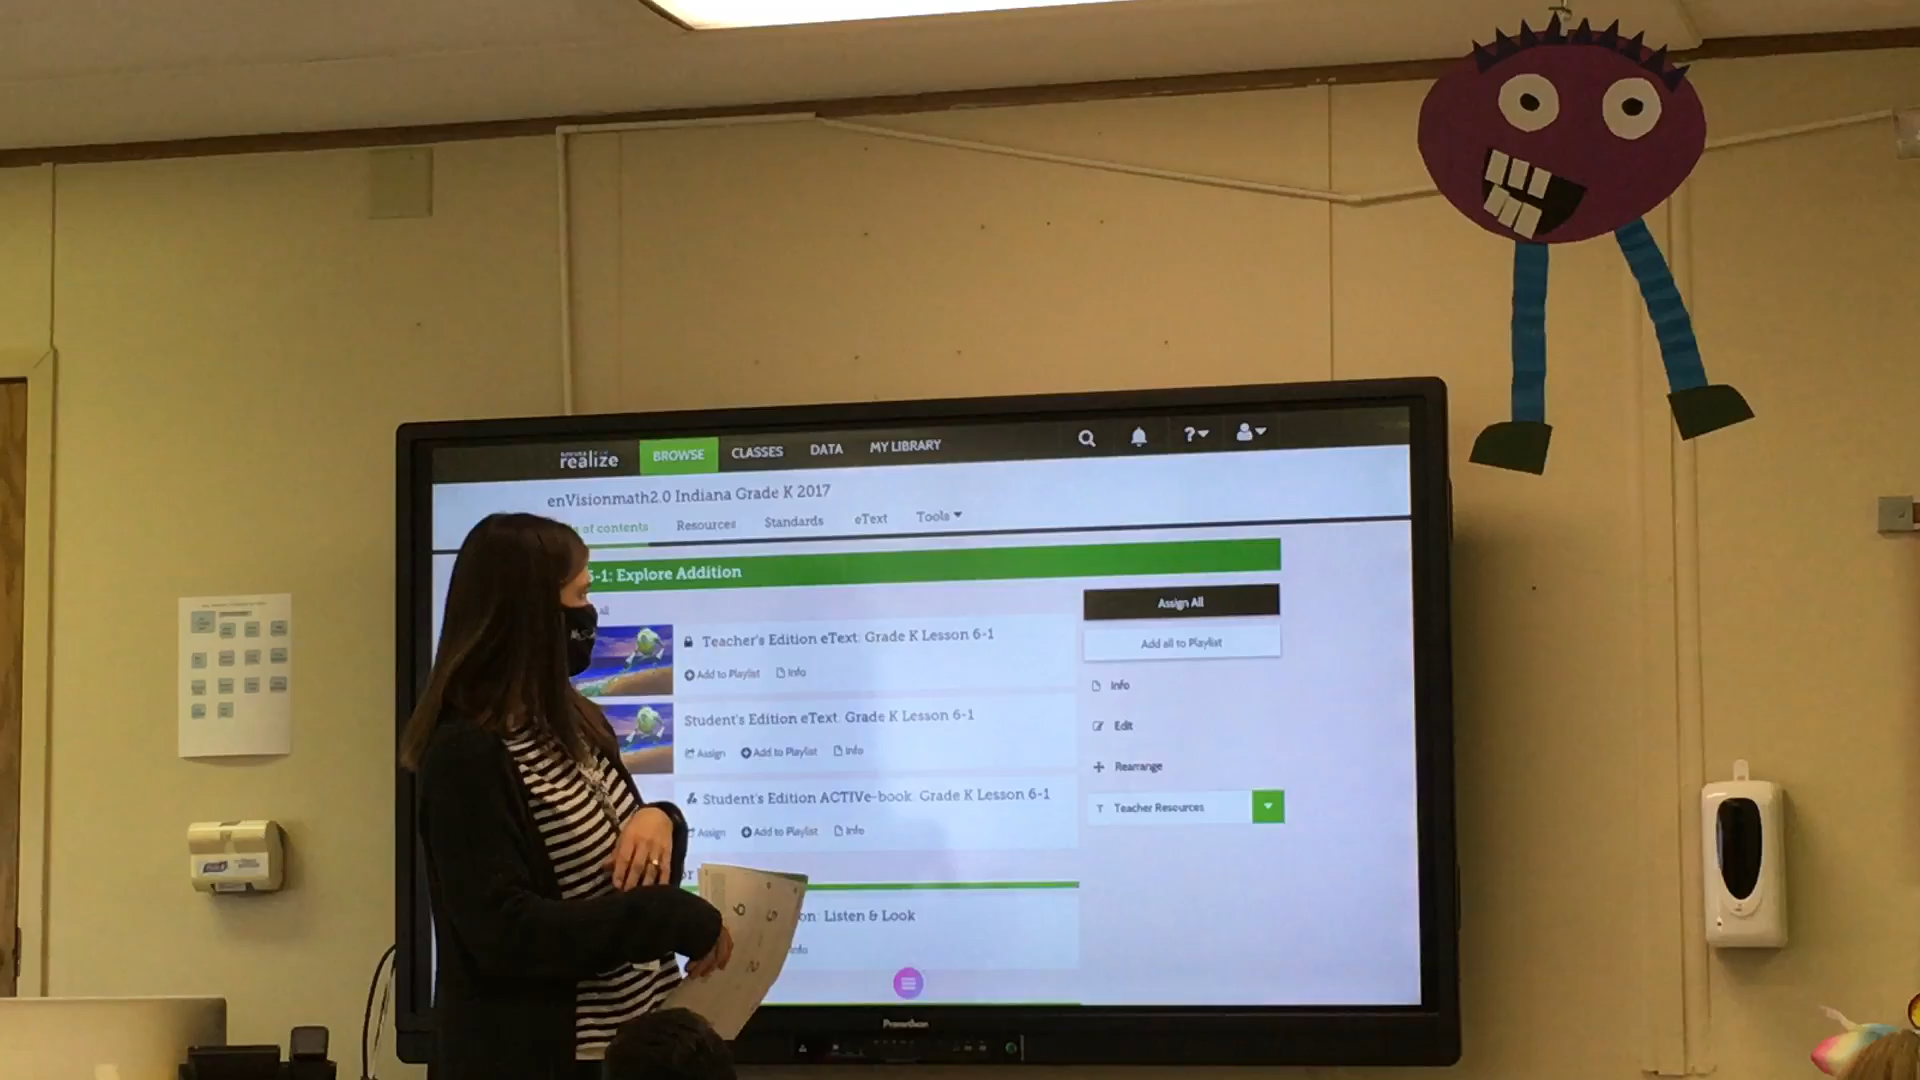 realize BROWSE CLASSES DATA MY LIBRARY ?
enVisionmath2.0 Indiana Grade K 2017
of contents Resources Standards eText Tools
-1: Explore Addition
Assign All
Teacher's Edition eText: Grade K Lesson 6-1
Add all to Playlist
Add to Playlist Info
Info
Student's Edition eText: Grade K Lesson 6-1
Edit
Assign Add to Playlist Info
Rearrange
Student's Edition ACTIVe-book: Grade K Lesson 6-1
T Teacher Resources
Assign Add to Playlist Info
Listen & Look
Promethean